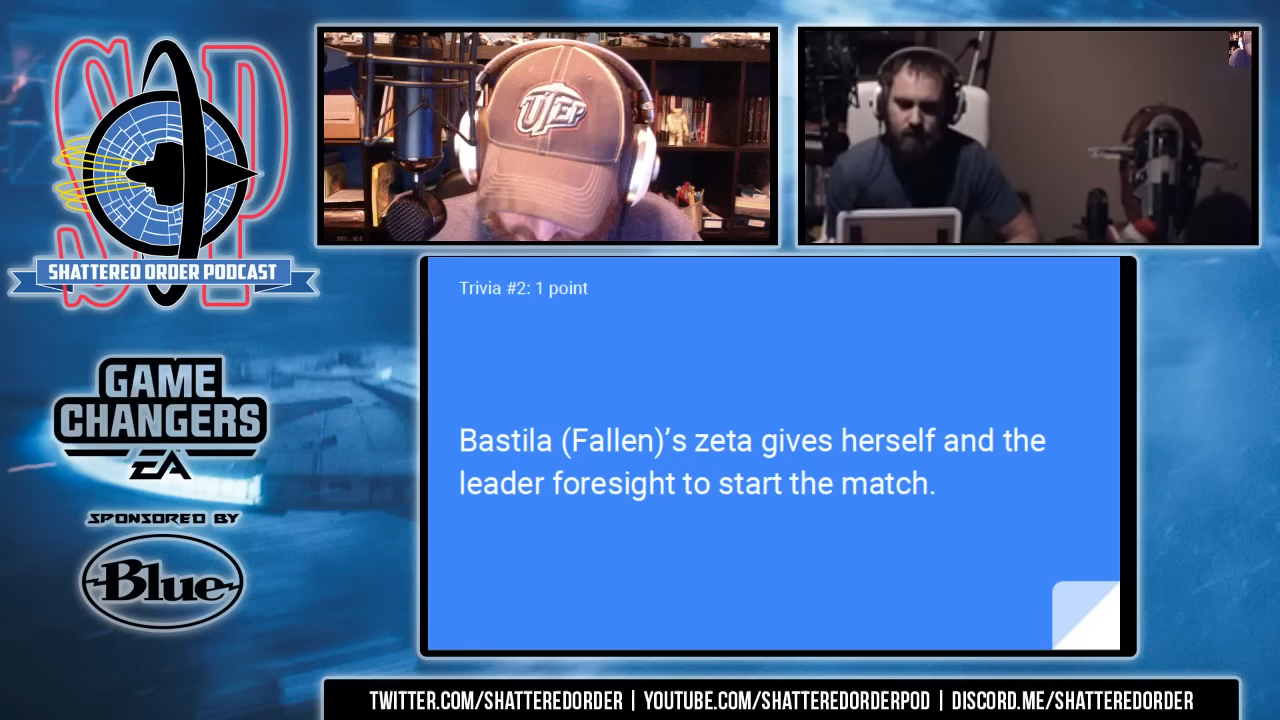 SOP
SHATTERED ORDER PODCAST
UTEP
Trivia #2: 1 point
Bastila (Fallen)’s zeta gives herself and the
leader foresight to start the match.
GAME
CHANGERS
EA
SPONSORED BY
Blue
TWITTER.COM/SHATTEREDORDER | YOUTUBE.COM/SHATTEREDORDERPOD | DISCORD.ME/SHATTEREDORDER